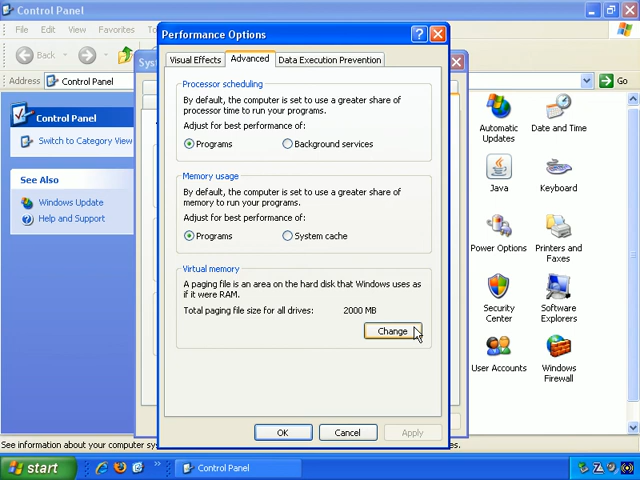 Control Panel
File Edit View Favorites
Back
Address Control Panel
Go
Control Panel
Switch to Category View
See Also
Windows Update
Help and Support
Performance Options
Visual Effects Advanced Data Execution Prevention
Processor scheduling
By default, the computer is set to use a greater share of
processor time to run your programs.
Adjust for best performance of:
Programs Background services
Memory usage
By default, the computer is set to use a greater share of
memory to run your programs.
Adjust for best performance of:
Programs System cache
Virtual memory
A paging file is an area on the hard disk that Windows uses as
if it were RAM.
Total paging file size for all drives: 2000 MB
Change
OK Cancel Apply
Automatic
Updates
Date and Time
Java
Keyboard
Power Options
Printers and
Faxes
Security
Center
Software
Explorers
User Accounts
Windows
Firewall
See information about your computer sy
start
Control Panel